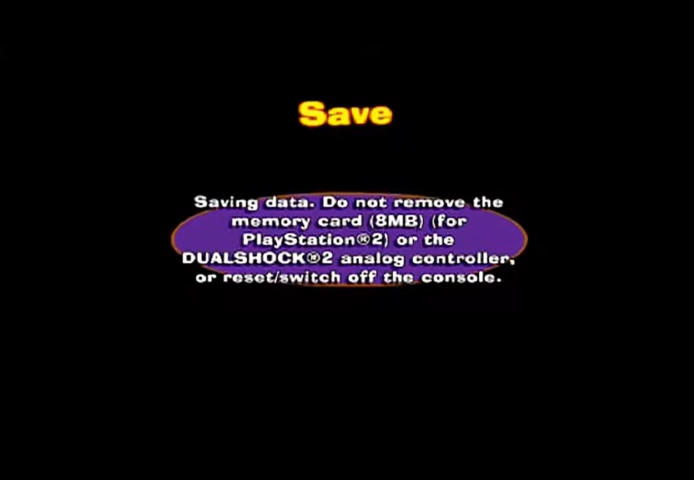 Save
Saving data. Do not remove the
memory card (8MB) (for
PlayStation®2) or the
DUALSHOCK®2 analog controller,
or reset/switch off the console.